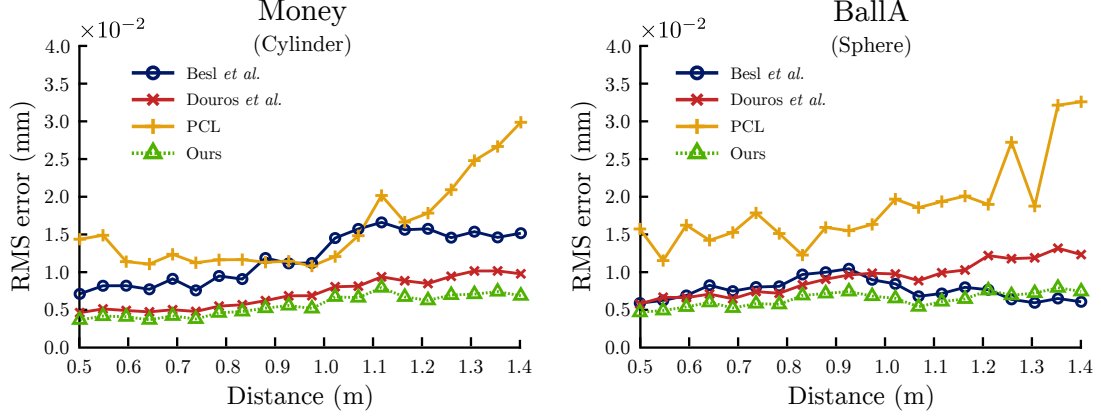 Money
(Cylinder)
×10⁻²
4.0
3.5
3.0
2.5
2.0
1.5
1.0
0.5
0.0
RMS error (mm)
Besl et al.
Douros et al.
PCL
Ours
0.5 0.6 0.7 0.8 0.9 1.0 1.1 1.2 1.3 1.4
Distance (m)
BallA
(Sphere)
×10⁻²
4.0
3.5
3.0
2.5
2.0
1.5
1.0
0.5
0.0
RMS error (mm)
Besl et al.
Douros et al.
PCL
Ours
0.5 0.6 0.7 0.8 0.9 1.0 1.1 1.2 1.3 1.4
Distance (m)